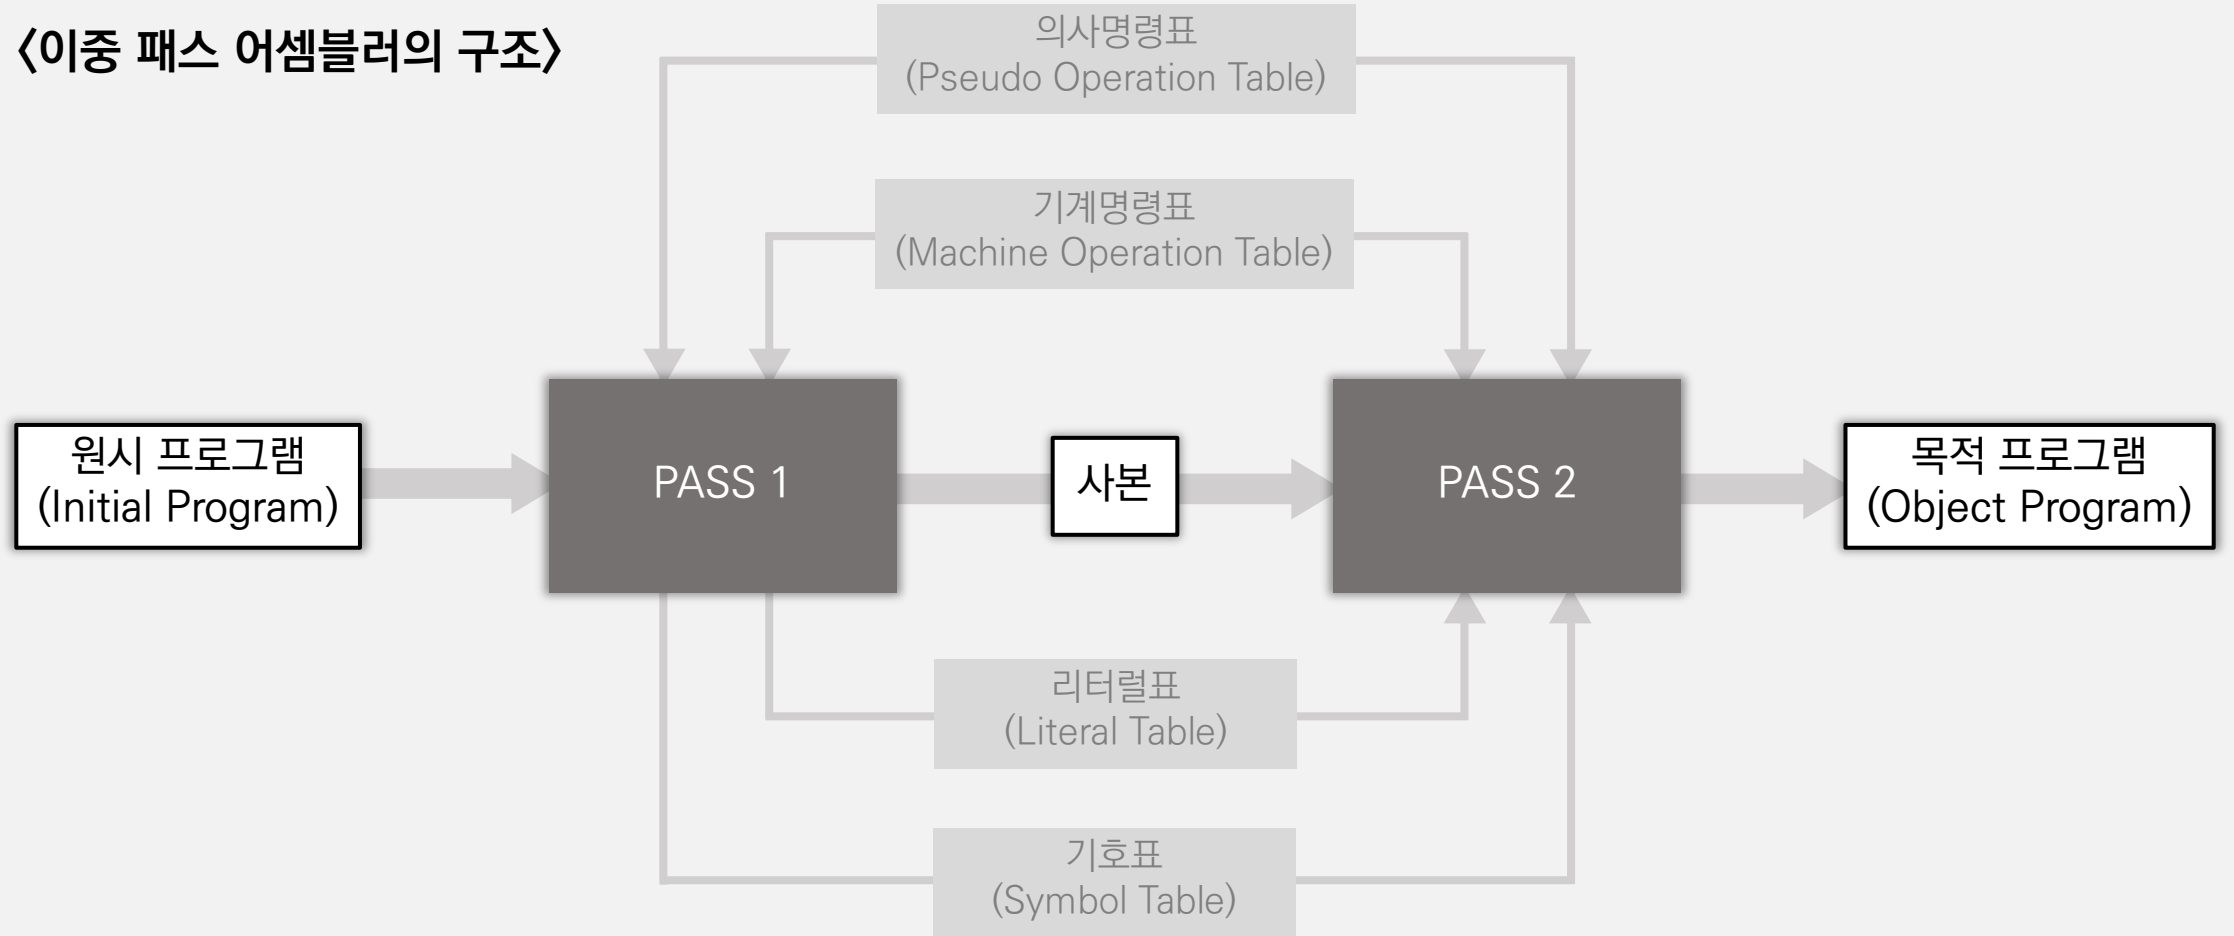 〈이중 패스 어셈블러의 구조〉
의사명령표
(Pseudo Operation Table)
기계명령표
(Machine Operation Table)
원시 프로그램
(Initial Program)
PASS 1
사본
PASS 2
목적 프로그램
(Object Program)
리터럴표
(Literal Table)
기호표
(Symbol Table)